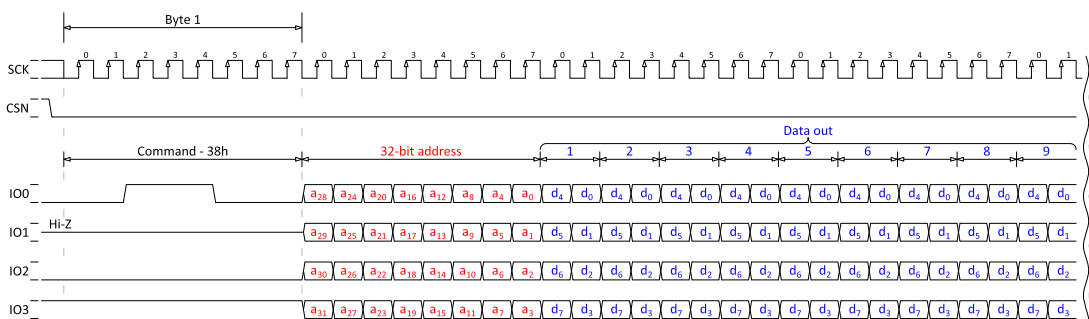 Byte 1
0 1 2 3 4 5 6 7 0 1 2 3 4 5 6 7 0 1 2 3 4 5 6 7 0 1 2 3 4 5 6 7 0 1
SCK
CSN
Data out
Command - 38h 32-bit address 1 2 3 4 5 6 7 8 9
IO0 a28 a24 a20 a16 a12 a8 a4 a0 d4 d0 d4 d0 d4 d0 d4 d0 d4 d0 d4 d0 d4 d0 d4 d0 d4 d0
Hi-Z
IO1 a29 a25 a21 a17 a13 a9 a5 a1 d5 d1 d5 d1 d5 d1 d5 d1 d5 d1 d5 d1 d5 d1 d5 d1 d5 d1
IO2 a30 a26 a22 a18 a14 a10 a6 a2 d6 d2 d6 d2 d6 d2 d6 d2 d6 d2 d6 d2 d6 d2 d6 d2 d6 d2
IO3 a31 a27 a23 a19 a15 a11 a7 a3 d7 d3 d7 d3 d7 d3 d7 d3 d7 d3 d7 d3 d7 d3 d7 d3 d7 d3